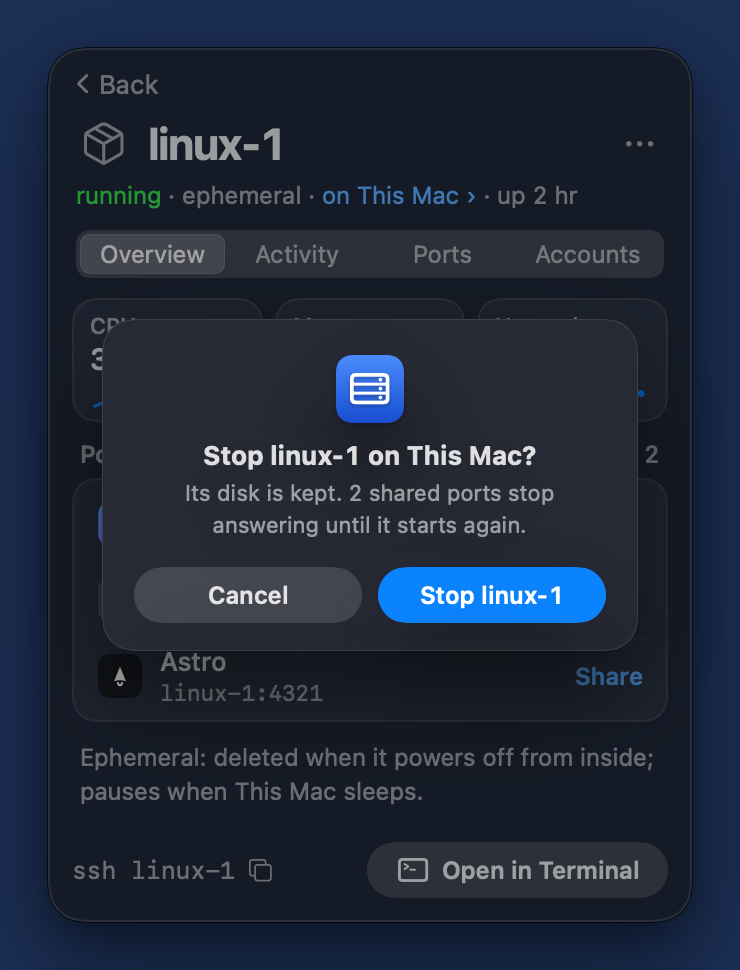 Back
linux-1
running · ephemeral · on This Mac › · up 2 hr
Overview Activity Ports Accounts
3
2
Stop linux-1 on This Mac?
Its disk is kept. 2 shared ports stop
answering until it starts again.
Cancel Stop linux-1
Astro
linux-1:4321
Share
Ephemeral: deleted when it powers off from inside;
pauses when This Mac sleeps.
ssh linux-1
Open in Terminal